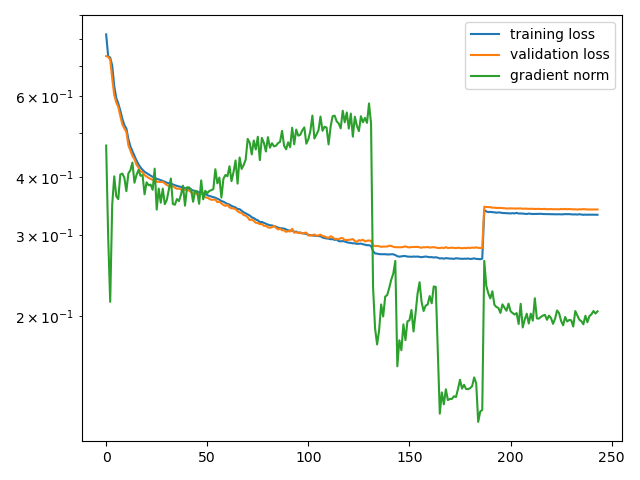 training loss
validation loss
gradient norm
6 × 10⁻¹
4 × 10⁻¹
3 × 10⁻¹
2 × 10⁻¹
0 50 100 150 200 250